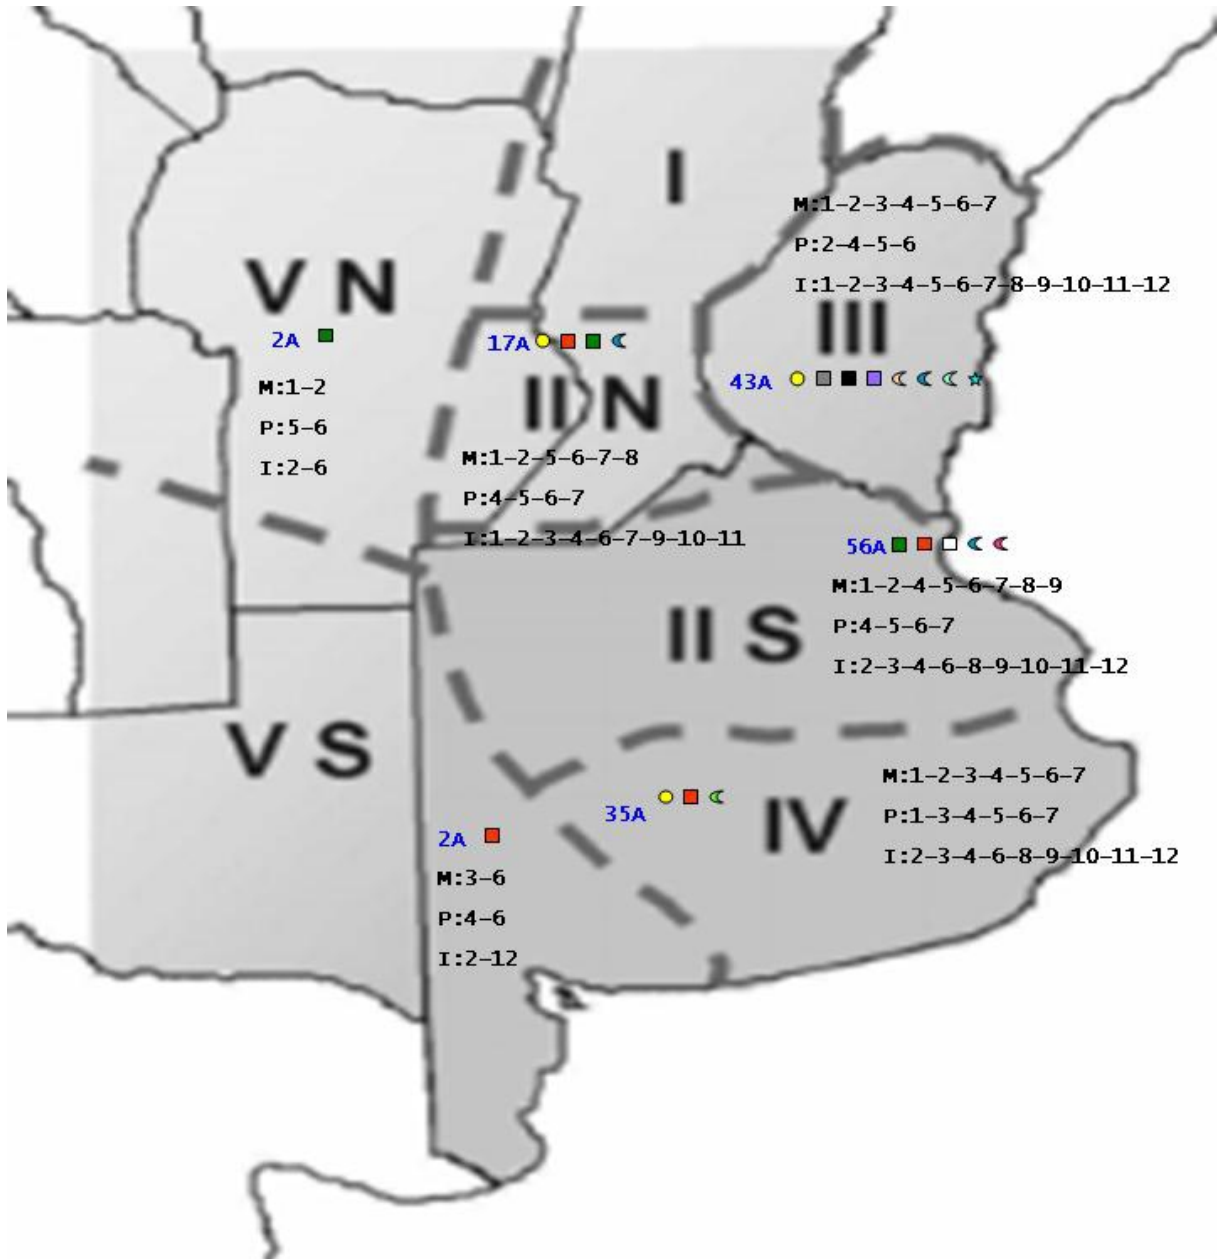 I
M:1-2-3-4-5-6-7
P:2-4-5-6
I:1-2-3-4-5-6-7-8-9-10-11-12
III
43A
V N
2A
M:1-2
P:5-6
I:2-6
17A
II N
M:1-2-5-6-7-8
P:4-5-6-7
I:1-2-3-4-6-7-9-10-11
56A
M:1-2-4-5-6-7-8-9
II S
P:4-5-6-7
I:2-3-4-6-8-9-10-11-12
V S
M:1-2-3-4-5-6-7
35A
IV
P:1-3-4-5-6-7
I:2-3-4-6-8-9-10-11-12
2A
M:3-6
P:4-6
I:2-12